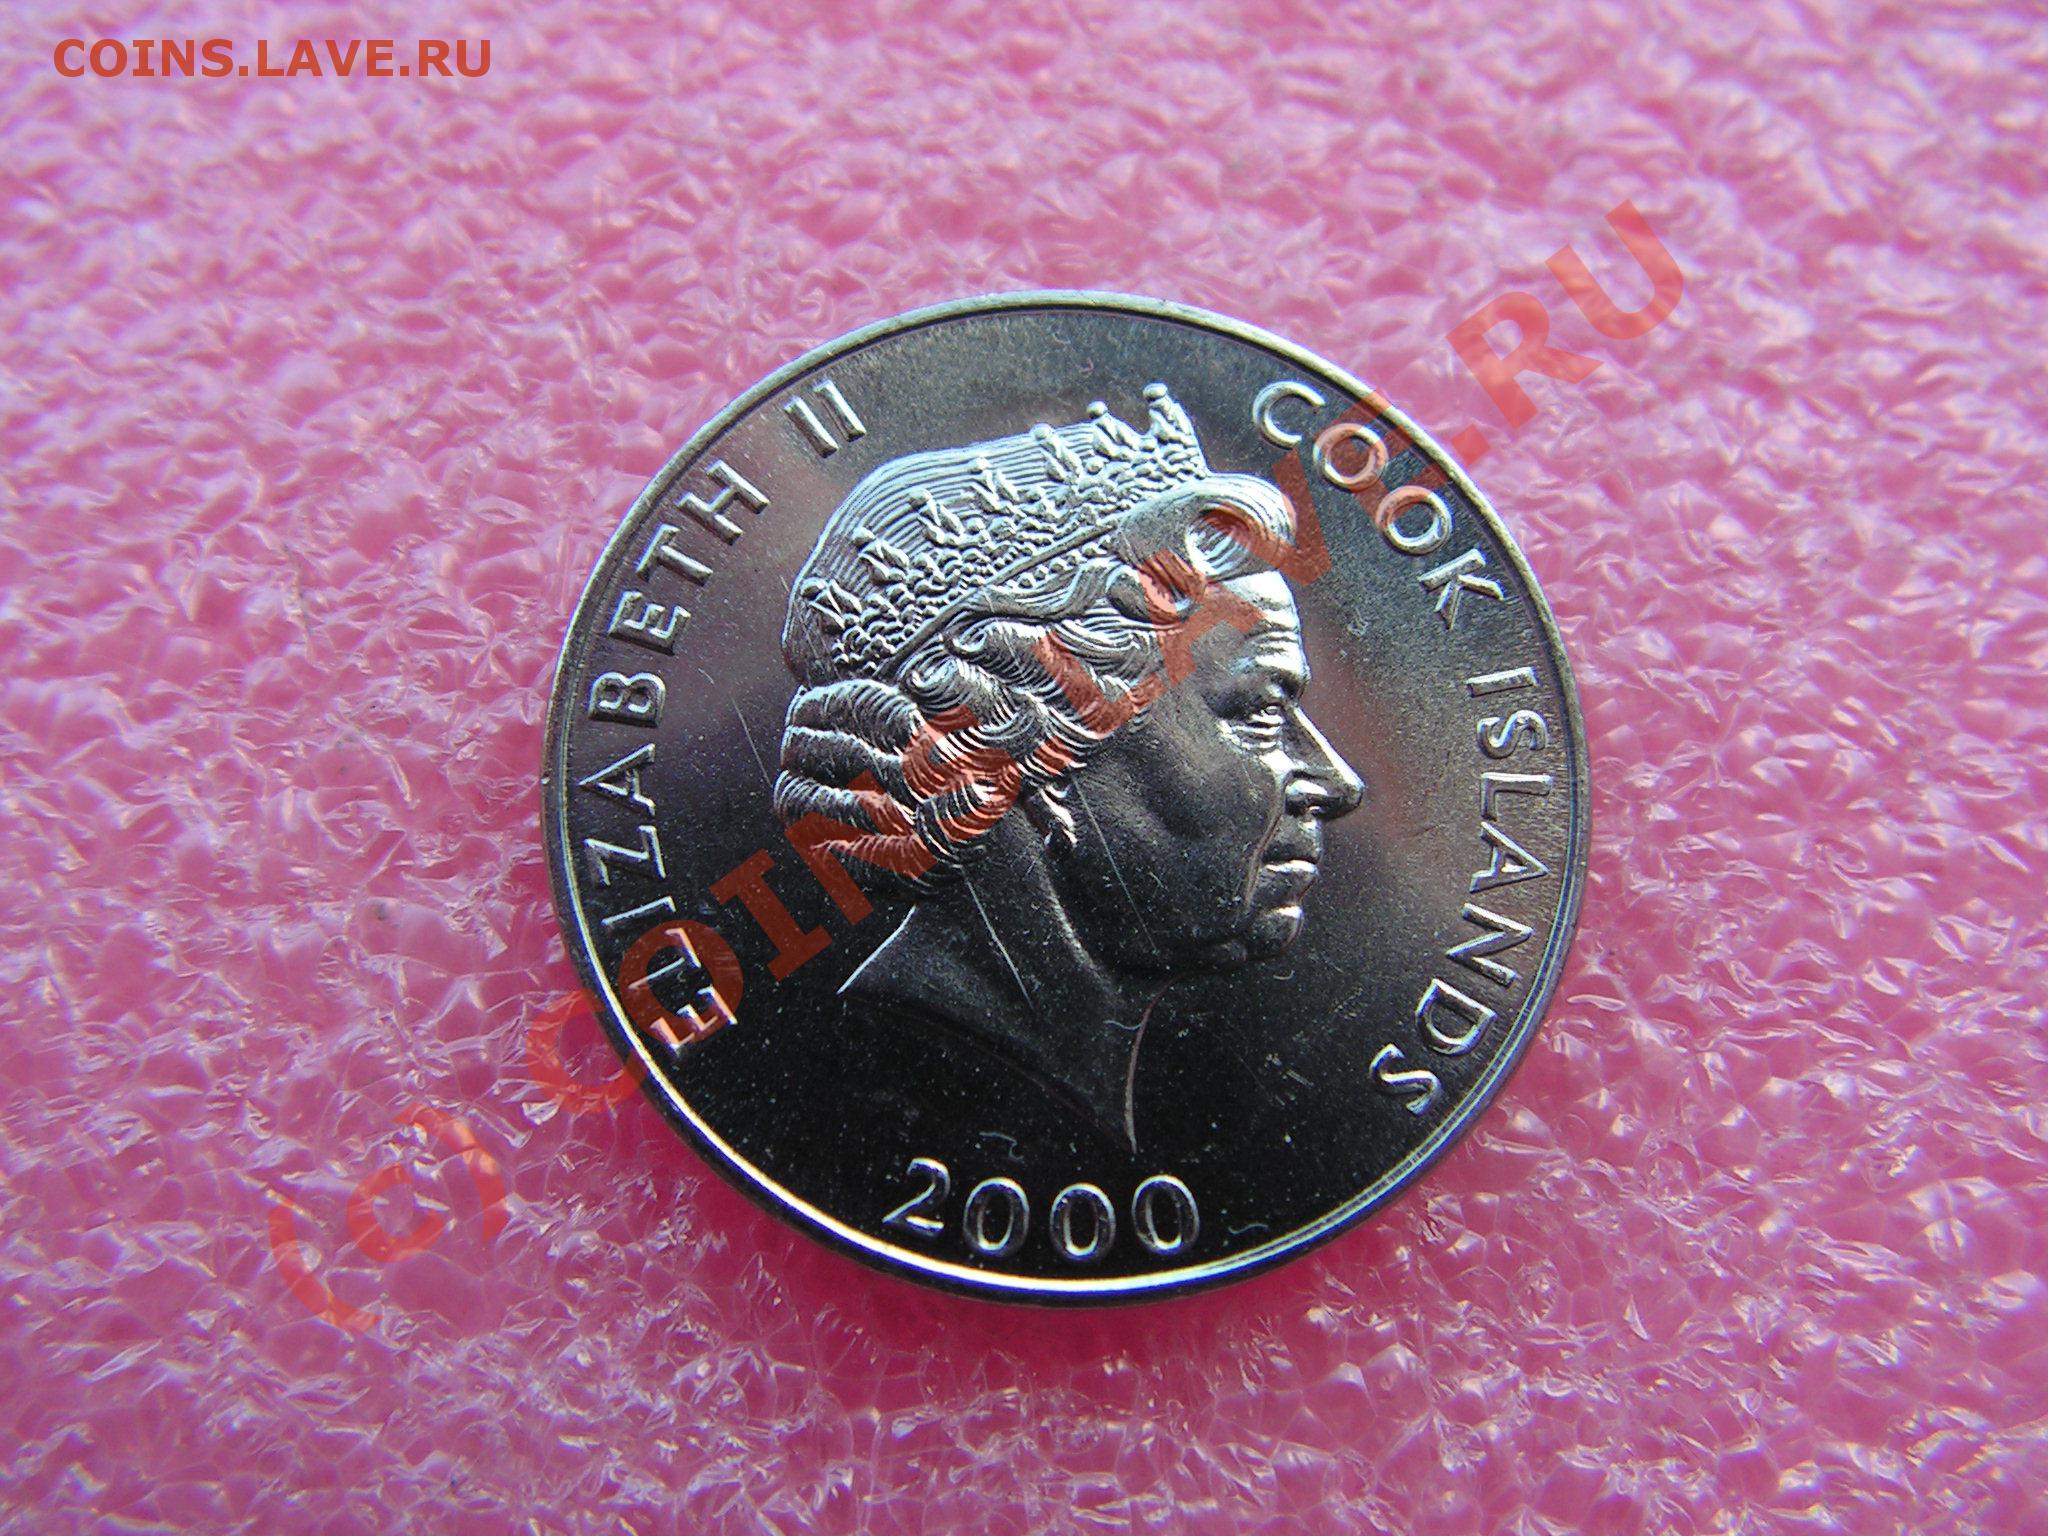 COINS.LAVE.RU
ELIZABETH II
COOK ISLANDS
2000
(c) COINS.LAVE.RU